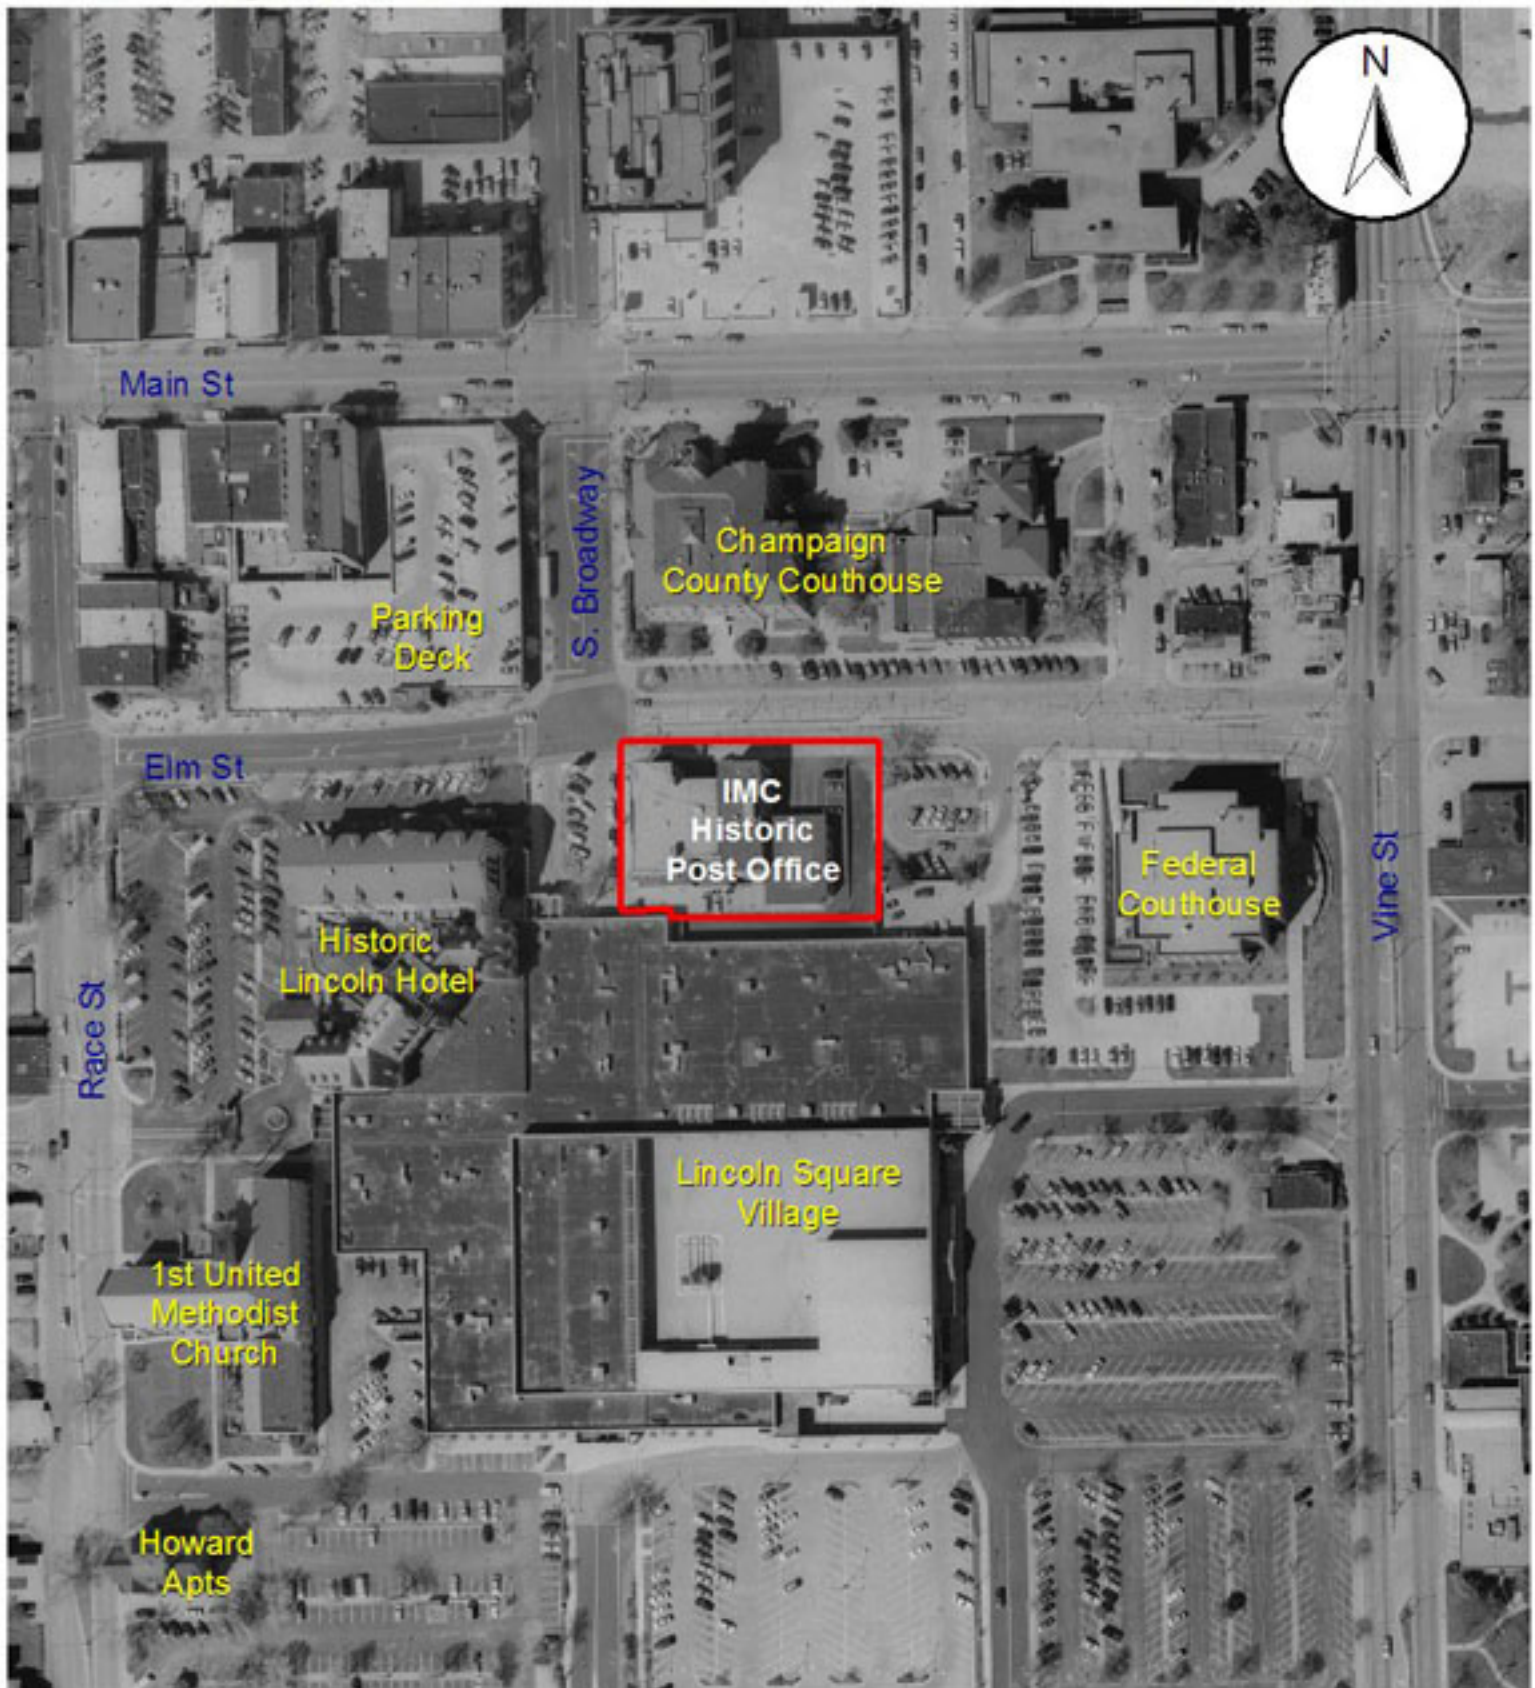 N
Main St
S. Broadway
Champaign
County Couthouse
Parking
Deck
Elm St
IMC
Historic
Post Office
Federal
Couthouse
Vine St
Historic
Lincoln Hotel
Race St
Lincoln Square
Village
1st United
Methodist
Church
Howard
Apts